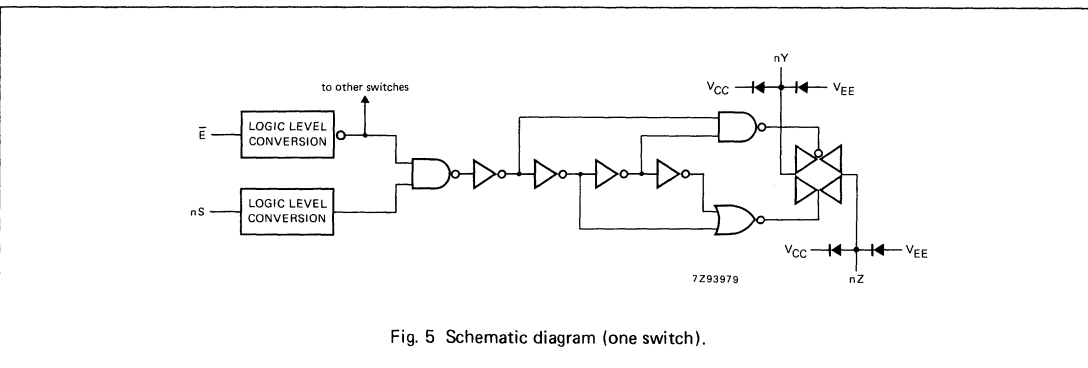 nY
to other switches
V_CC
V_EE
E̅
LOGIC LEVEL
CONVERSION
nS
LOGIC LEVEL
CONVERSION
V_CC
V_EE
7Z93979
nZ
Fig. 5 Schematic diagram (one switch).